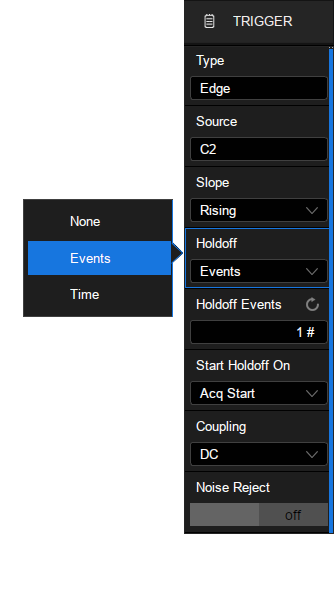 TRIGGER
Type
Edge
Source
C2
Slope
Rising
Holdoff
Events
None
Events
Time
Holdoff Events
1 #
Start Holdoff On
Acq Start
Coupling
DC
Noise Reject
off